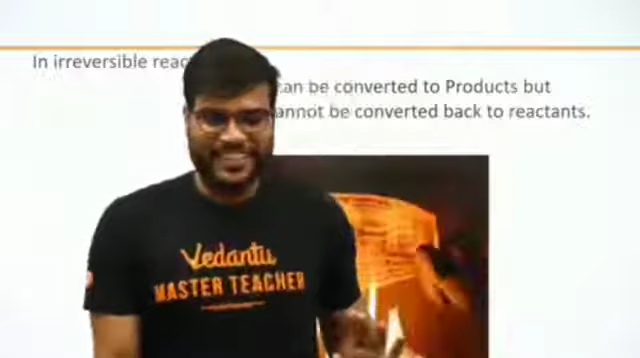 In irreversible reac
can be converted to Products but
annot be converted back to reactants.
Vedantu
MASTER TEACHER